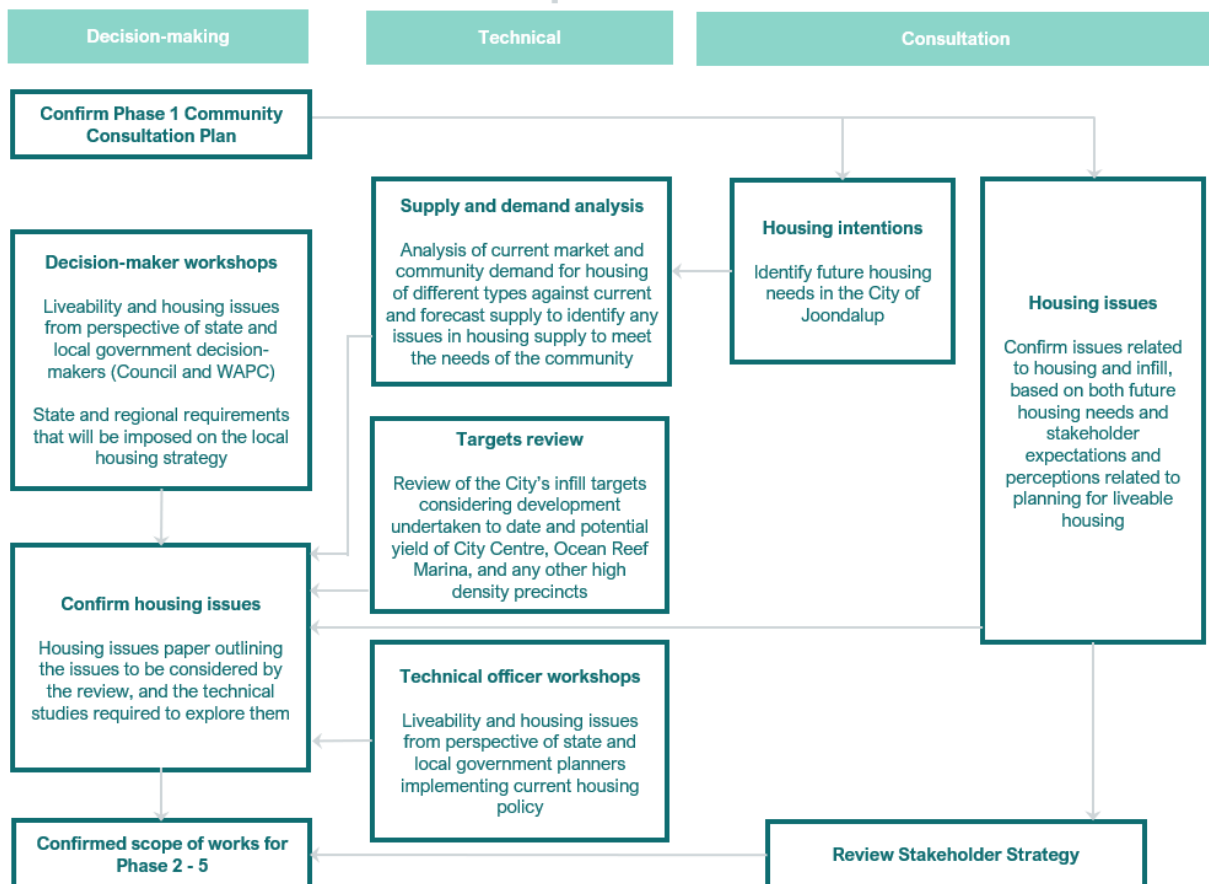 Decision-making
Technical
Consultation
Confirm Phase 1 Community
Consultation Plan
Decision-maker workshops
Liveability and housing issues
from perspective of state and
local government decision-
makers (Council and WAPC)
State and regional requirements
that will be imposed on the local
housing strategy
Confirm housing issues
Housing issues paper outlining
the issues to be considered by
the review, and the technical
studies required to explore them
Confirmed scope of works for
Phase 2 - 5
Supply and demand analysis
Analysis of current market and
community demand for housing
of different types against current
and forecast supply to identify any
issues in housing supply to meet
the needs of the community
Targets review
Review of the City’s infill targets
considering development
undertaken to date and potential
yield of City Centre, Ocean Reef
Marina, and any other high
density precincts
Technical officer workshops
Liveability and housing issues
from perspective of state and
local government planners
implementing current housing
policy
Housing intentions
Identify future housing
needs in the City of
Joondalup
Housing issues
Confirm issues related
to housing and infill,
based on both future
housing needs and
stakeholder
expectations and
perceptions related to
planning for liveable
housing
Review Stakeholder Strategy